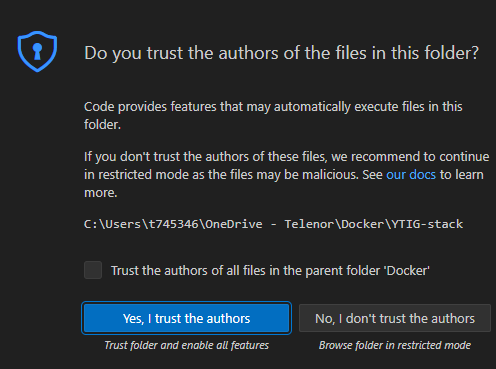 Do you trust the authors of the files in this folder?
Code provides features that may automatically execute files in this
folder.
If you don't trust the authors of these files, we recommend to continue
in restricted mode as the files may be malicious. See our docs to learn
more.
C:\Users\t745346\OneDrive - Telenor\Docker\YTIG-stack
Trust the authors of all files in the parent folder 'Docker'
Yes, I trust the authors
No, I don't trust the authors
Trust folder and enable all features
Browse folder in restricted mode